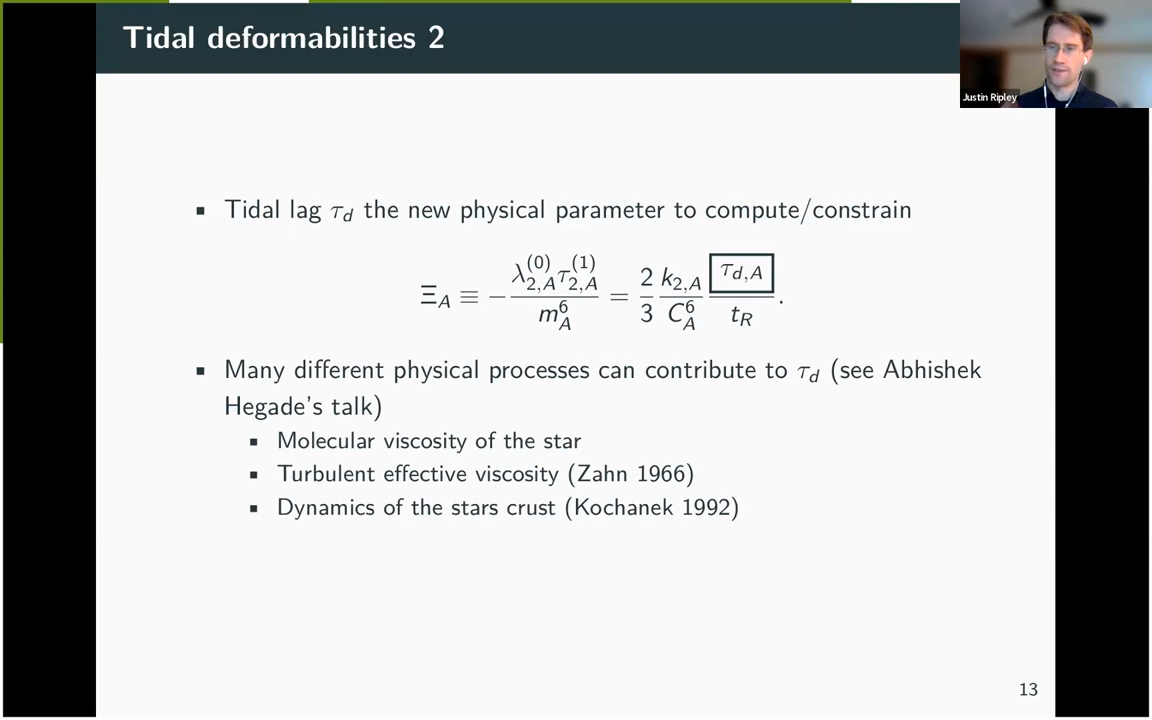 Tidal deformabilities 2
Justin Ripley
▪ Tidal lag τ_d the new physical parameter to compute/constrain
Ξ_A ≡ −λ_{2,A}^{(0)} τ_{2,A}^{(1)} / m_A^6 = 2/3 k_{2,A}/C_A^6 τ_{d,A}/t_R.
▪ Many different physical processes can contribute to τ_d (see Abhishek
Hegade's talk)
▪ Molecular viscosity of the star
▪ Turbulent effective viscosity (Zahn 1966)
▪ Dynamics of the stars crust (Kochanek 1992)
13